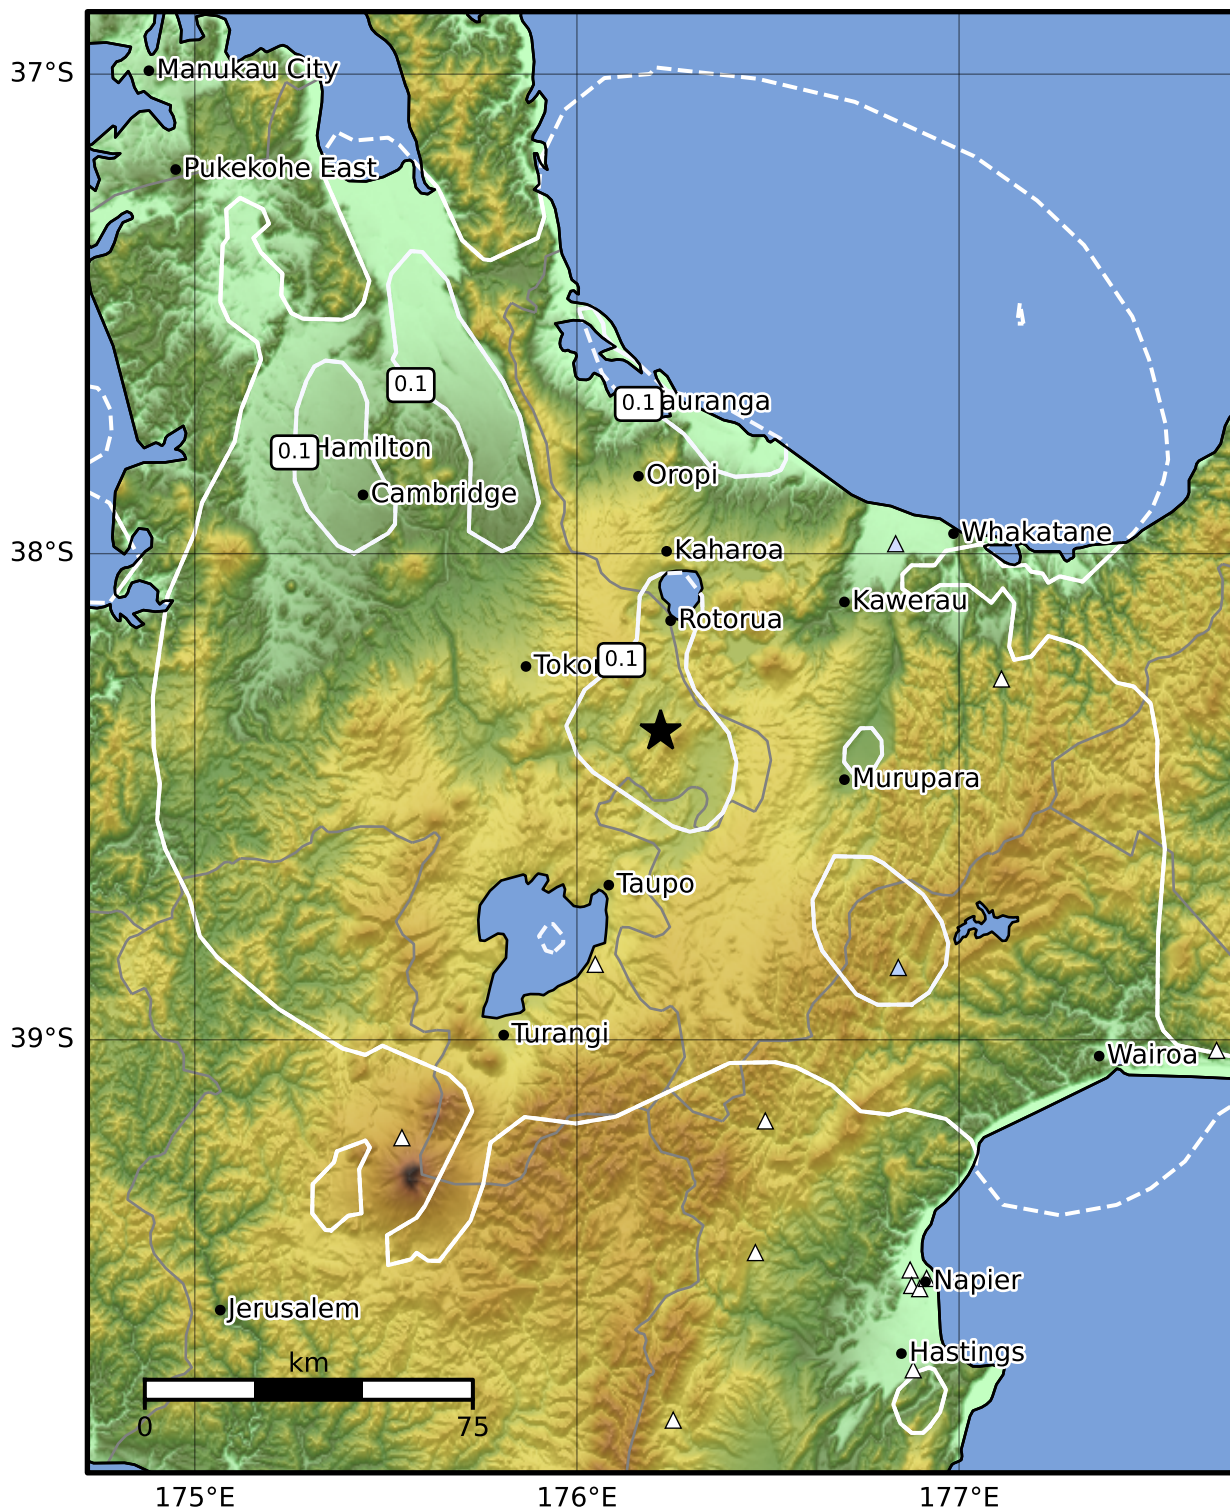 37°S
Manukau City
Pukekohe East
0.1
0.1 auranga
0.1 Hamilton
Oropi
Cambridge
Whakatane
38°S
Kaharoa
Kawerau
Rotorua
Toko 0.1
Murupara
Taupo
39°S
Turangi
Wairoa
Napier
Jerusalem
Hastings
km
0 75
175°E 176°E 177°E